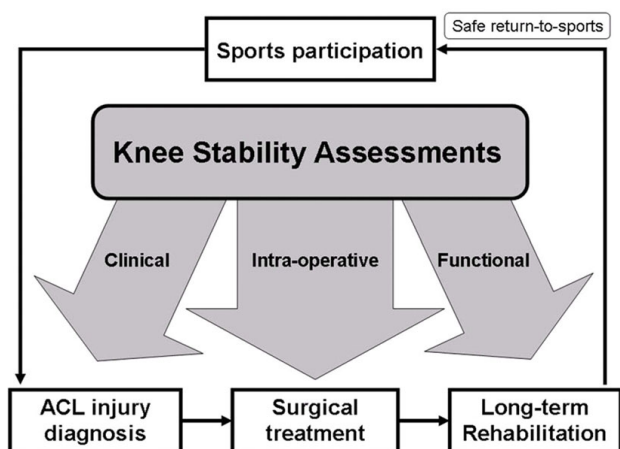 Safe return-to-sports
Sports participation
Knee Stability Assessments
Clinical
Intra-operative
Functional
ACL injury
diagnosis
Surgical
treatment
Long-term
Rehabilitation